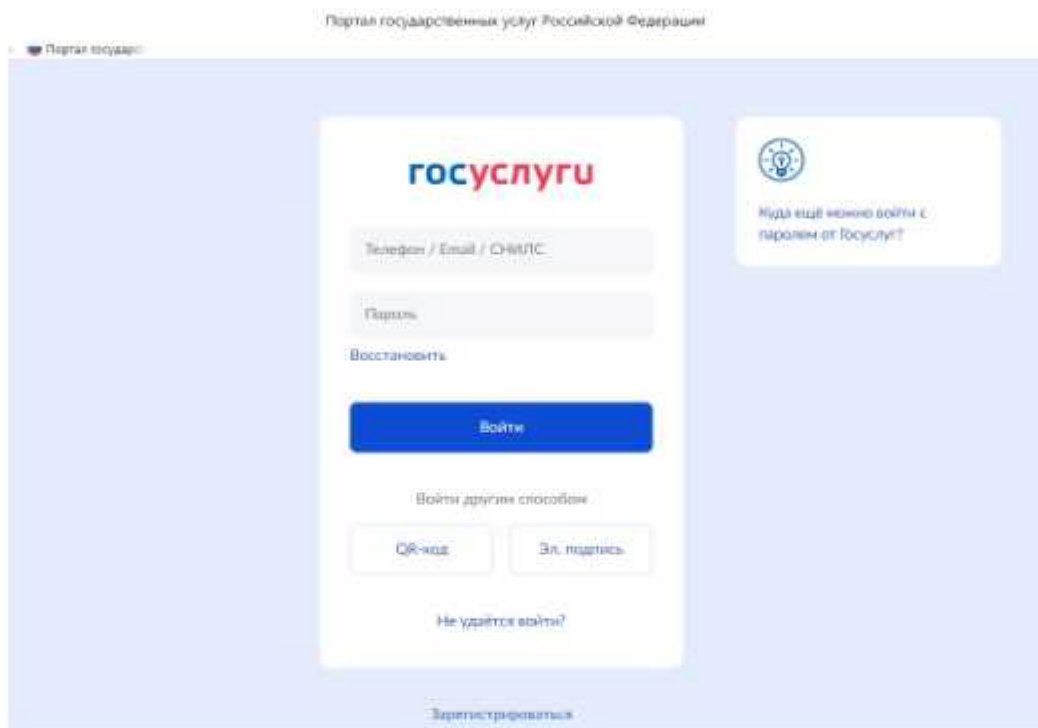 Портал государственных услуг Российской Федерации
Портал государс
госуслуги
Куда ещё можно войти с
паролем от Госуслуг?
Телефон / Email / СНИЛС
Пароль
Восстановить
Войти
Войти другим способом
QR-код
Эл. подпись
Не удаётся войти?
Зарегистрироваться